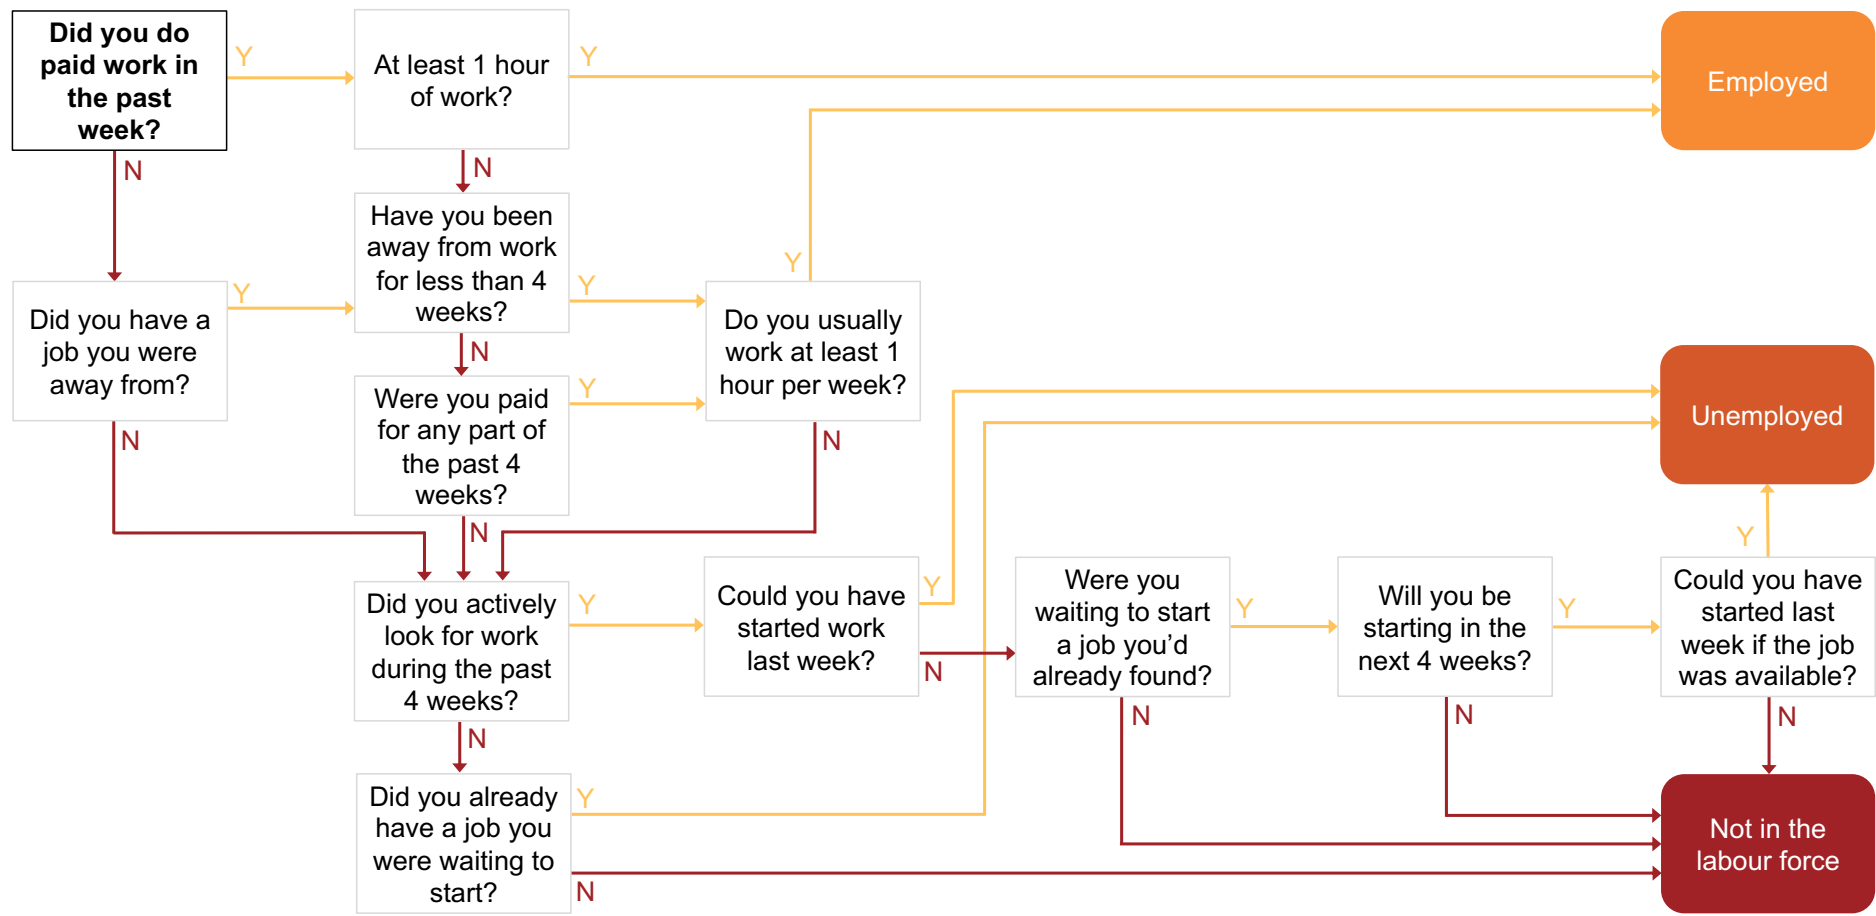 Did you do
paid work in
the past
week?
Y
N
At least 1 hour
of work?
Y
N
Employed
Have you been
away from work
for less than 4
weeks?
Y
N
Did you have a
job you were
away from?
Y
N
Do you usually
work at least 1
hour per week?
Y
N
Were you paid
for any part of
the past 4
weeks?
Y
N
Unemployed
Did you actively
look for work
during the past
4 weeks?
Y
N
Could you have
started work
last week?
Y
N
Were you
waiting to start
a job you’d
already found?
Y
N
Will you be
starting in the
next 4 weeks?
Y
N
Could you have
started last
week if the job
was available?
Y
N
Did you already
have a job you
were waiting to
start?
Y
N
Not in the
labour force